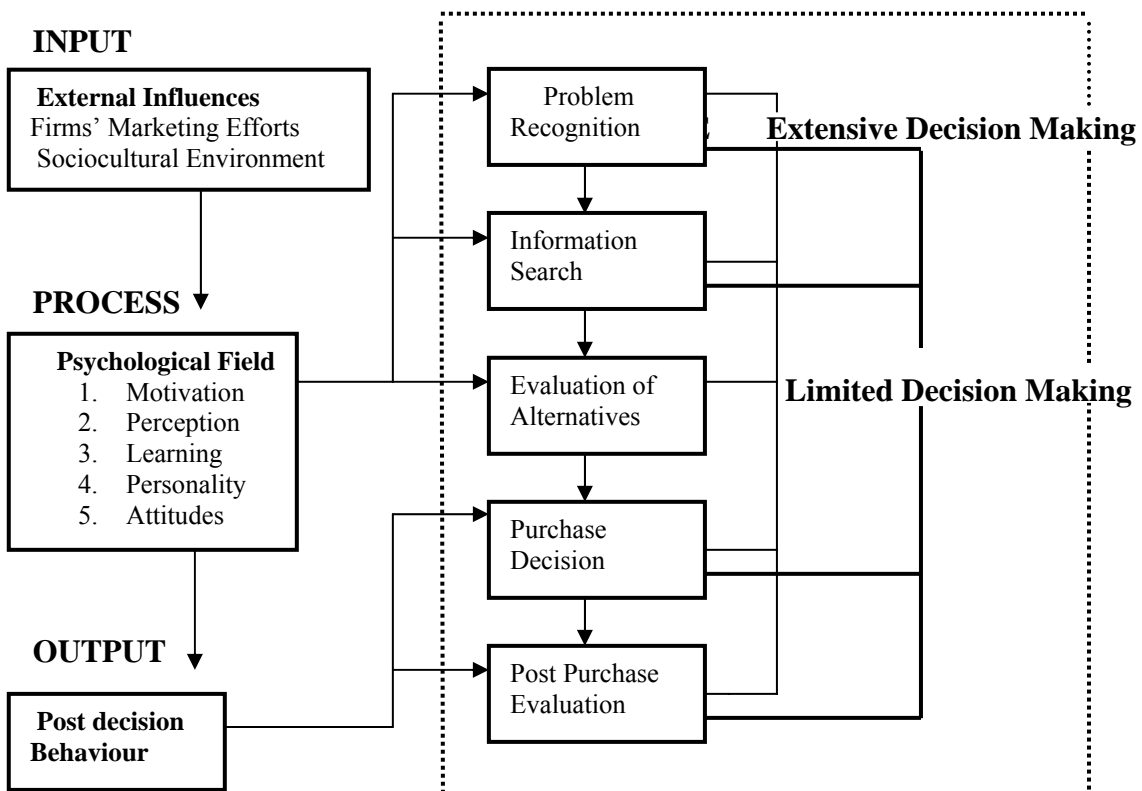 INPUT
External Influences
Firms' Marketing Efforts
Sociocultural Environment
PROCESS
Psychological Field
1. Motivation
2. Perception
3. Learning
4. Personality
5. Attitudes
OUTPUT
Post decision
Behaviour
Problem
Recognition
Information
Search
Evaluation of
Alternatives
Purchase
Decision
Post Purchase
Evaluation
Extensive Decision Making
Limited Decision Making